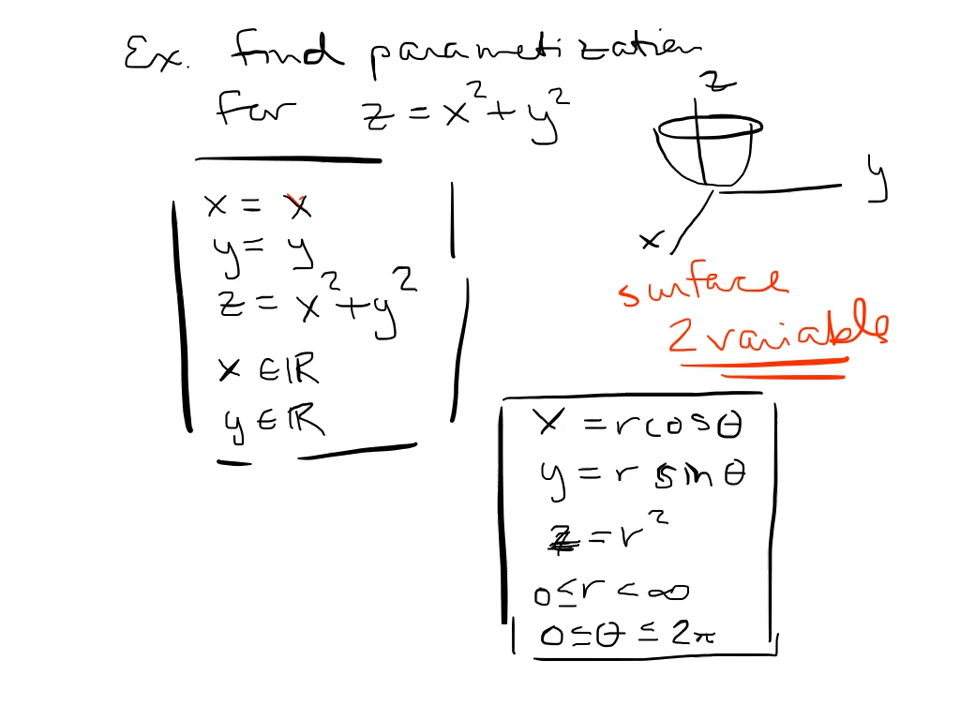 Ex. Find parametization
for z = x² + y²
z
y
x
x = x
y = y
z = x² + y²
x ∈ ℝ
y ∈ ℝ
surface
2 variable
x = r cos θ
y = r sin θ
z = r²
0 ≤ r < ∞
0 ≤ θ ≤ 2π